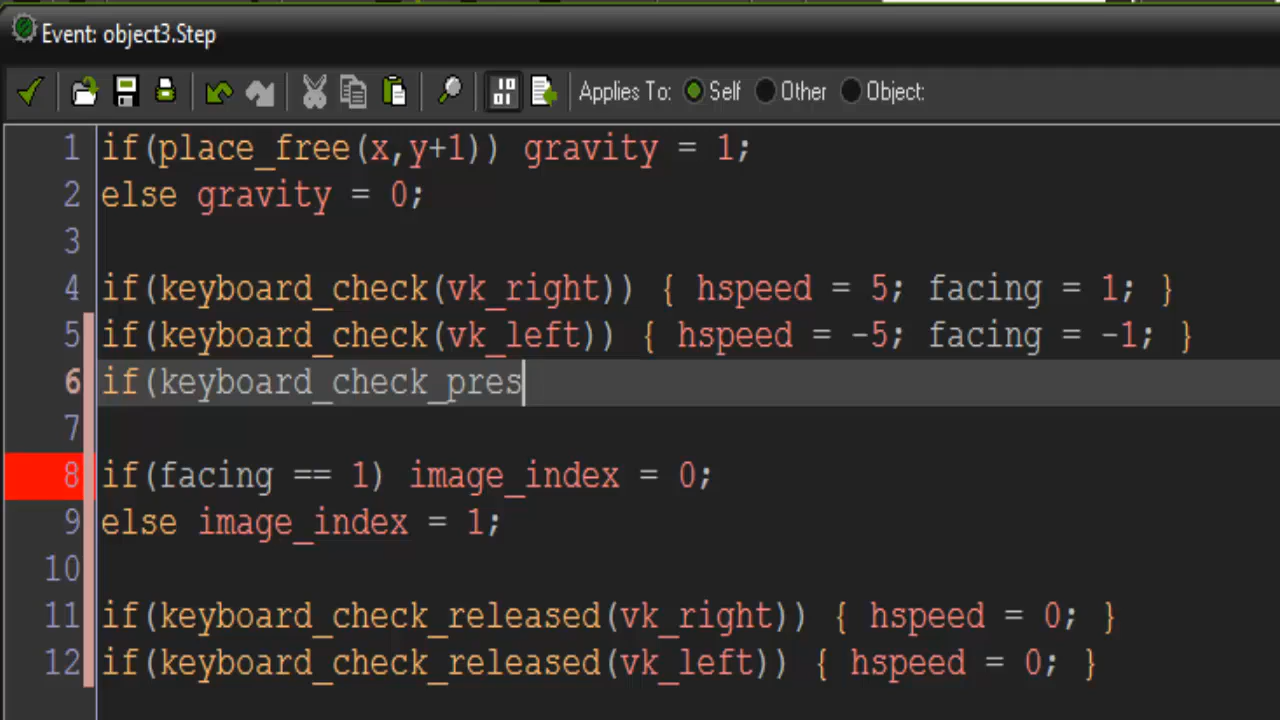 Event: object3.Step
Applies To: Self Other Object:
1 if(place_free(x,y+1)) gravity = 1;
2 else gravity = 0;
3
4 if(keyboard_check(vk_right)) { hspeed = 5; facing = 1; }
5 if(keyboard_check(vk_left)) { hspeed = -5; facing = -1; }
6 if(keyboard_check_pres
7
8 if(facing == 1) image_index = 0;
9 else image_index = 1;
10
11 if(keyboard_check_released(vk_right)) { hspeed = 0; }
12 if(keyboard_check_released(vk_left)) { hspeed = 0; }